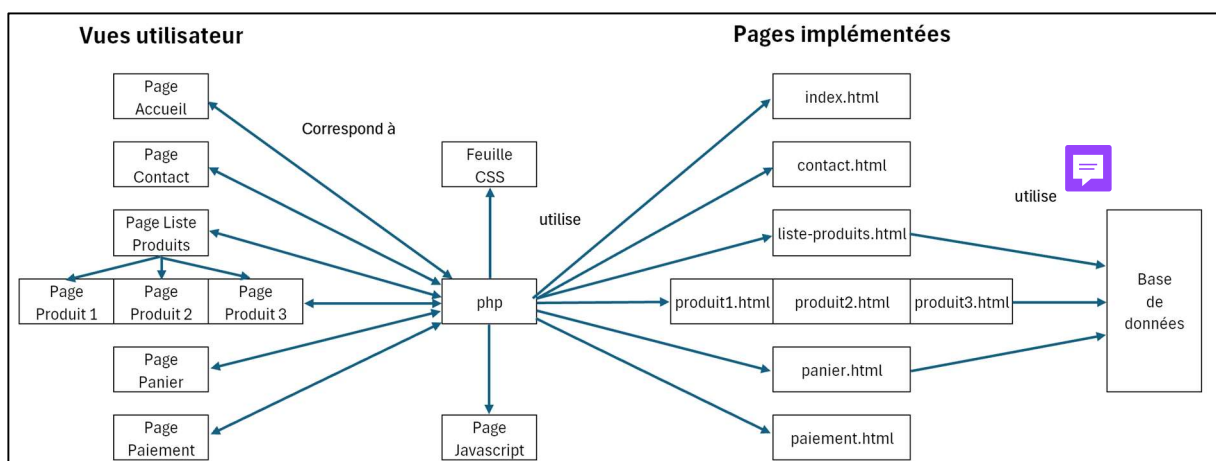 Vues utilisateur
Pages implémentées
Page
Accueil
index.html
Correspond à
Page
Contact
Feuille
CSS
contact.html
utilise
utilise
Page Liste
Produits
liste-produits.html
Page
Produit 1
Page
Produit 2
Page
Produit 3
php
produit1.html
produit2.html
produit3.html
Base
de
données
Page
Panier
panier.html
Page
Paiement
Page
Javascript
paiement.html